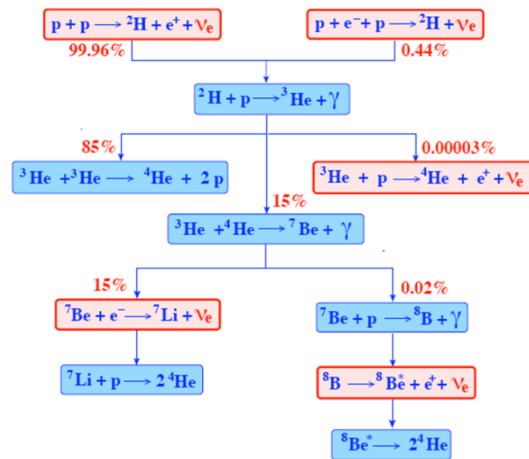 p + p ⟶ ²H + e⁺ + νe
p + e⁻ + p ⟶ ²H + νe
99.96%
0.44%
²H + p ⟶ ³He + γ
85%
0.00003%
³He + ³He ⟶ ⁴He + 2 p
³He + p ⟶ ⁴He + e⁺ + νe
15%
³He + ⁴He ⟶ ⁷Be + γ
15%
0.02%
⁷Be + e⁻ ⟶ ⁷Li + νe
⁷Be + p ⟶ ⁸B + γ
⁷Li + p ⟶ 2 ⁴He
⁸B ⟶ ⁸Be* + e⁺ + νe
⁸Be* ⟶ 2⁴He